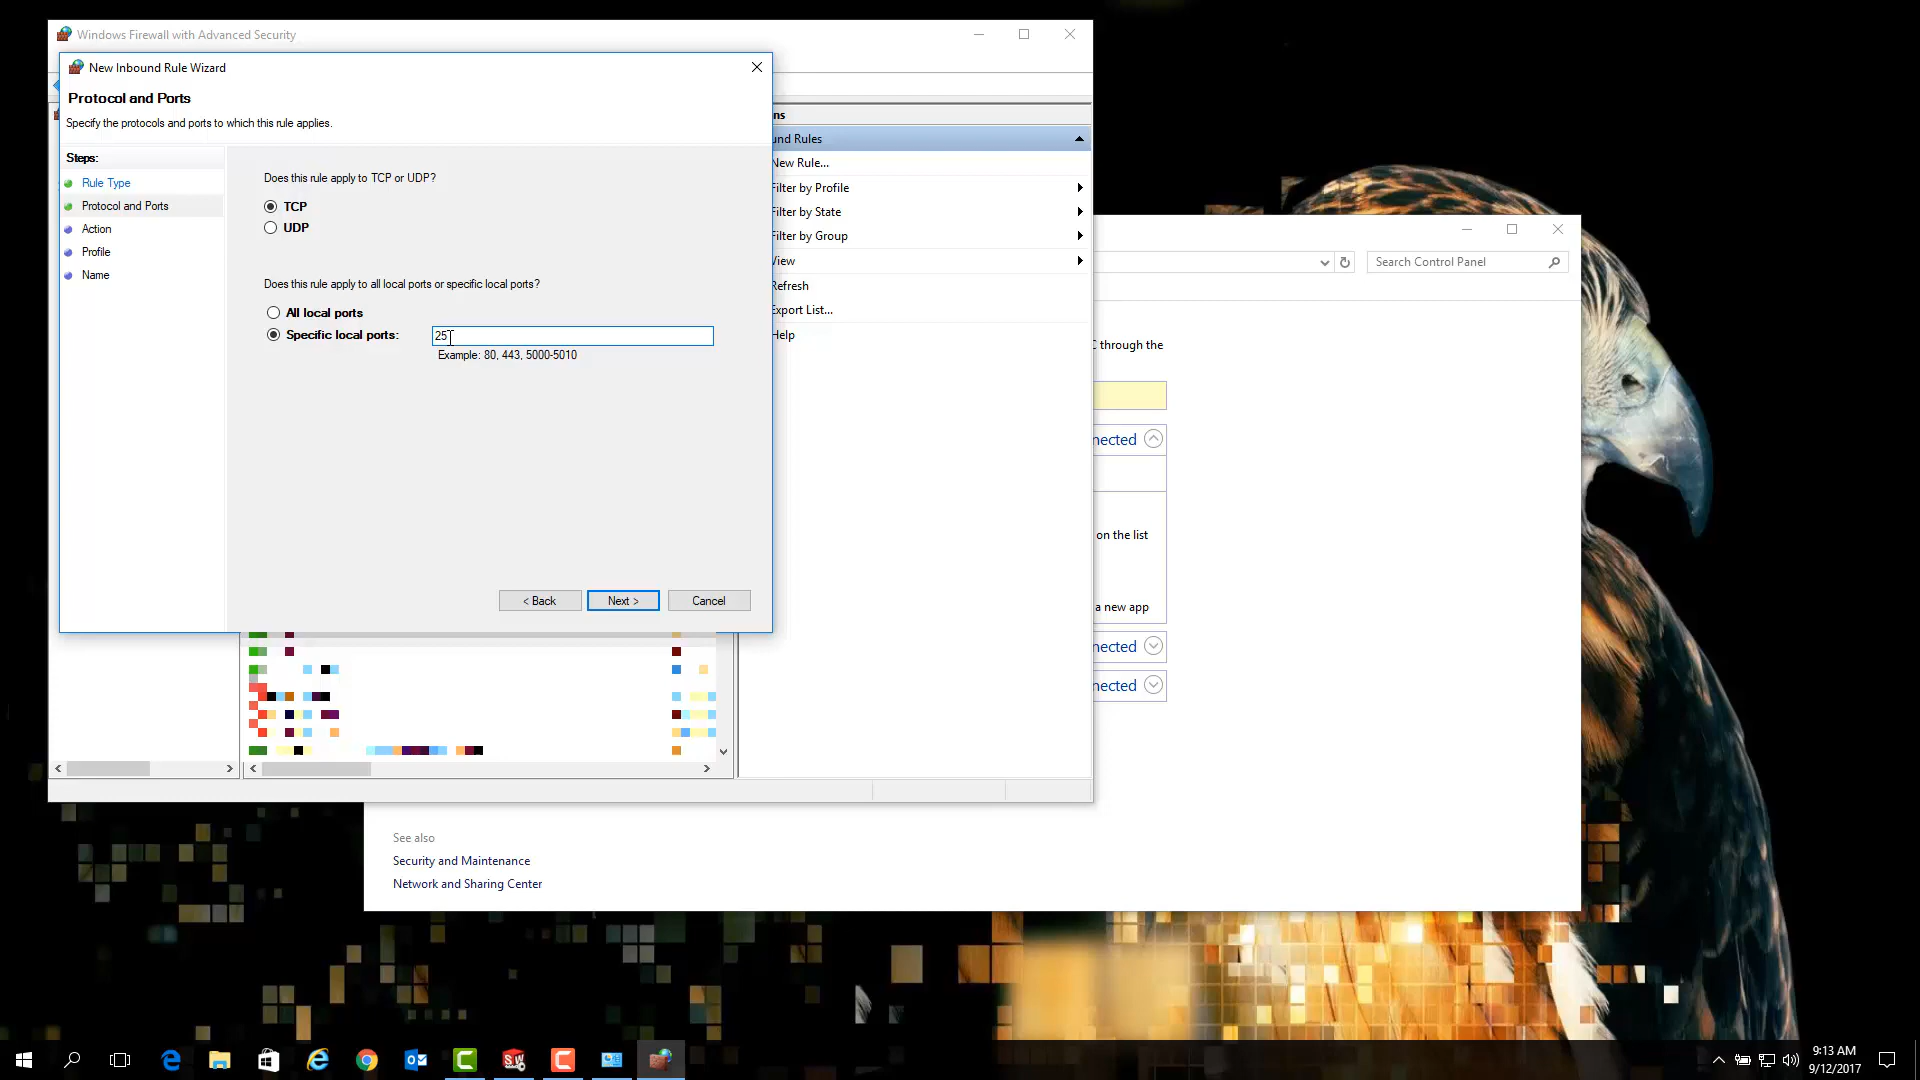 Windows Firewall with Advanced Security
New Inbound Rule Wizard
Protocol and Ports
Specify the protocols and ports to which this rule applies.
Steps:
Rule Type
Protocol and Ports
Action
Profile
Name
Does this rule apply to TCP or UDP?
TCP
UDP
Does this rule apply to all local ports or specific local ports?
All local ports
Specific local ports:
25
Example: 80, 443, 5000-5010
< Back
Next >
Cancel
ns
und Rules
New Rule...
Filter by Profile
Filter by State
Filter by Group
View
Refresh
Export List...
Help
Search Control Panel
C through the
nected
on the list
a new app
nected
nected
See also
Security and Maintenance
Network and Sharing Center
9:13 AM
9/12/2017